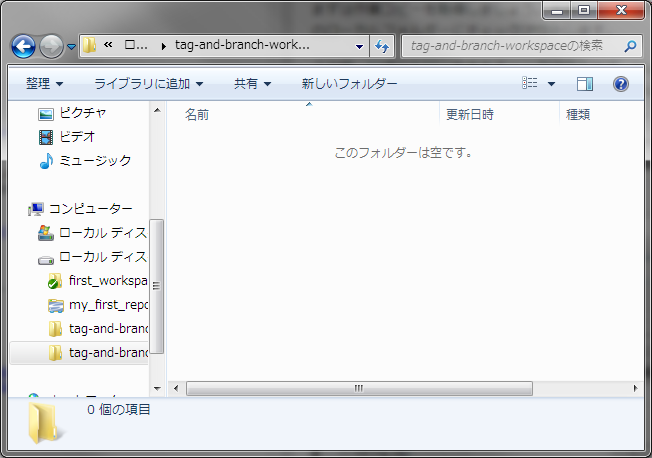 « ロ... ▸ tag-and-branch-work...
tag-and-branch-workspaceの検索
整理 ライブラリに追加 共有 新しいフォルダー
ピクチャ
ビデオ
ミュージック
コンピューター
ローカル ディス
ローカル ディス
first_workspa
my_first_repo
tag-and-branc
tag-and-branc
名前 更新日時 種類
このフォルダーは空です。
0 個の項目